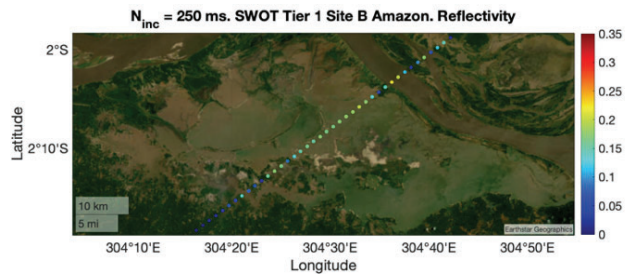 N_inc = 250 ms. SWOT Tier 1 Site B Amazon. Reflectivity
0.35
2°S
0.3
0.25
0.2
Latitude
2°10'S
0.15
0.1
10 km
0.05
5 mi
Earthstar Geographics
0
304°10'E 304°20'E 304°30'E 304°40'E 304°50'E
Longitude